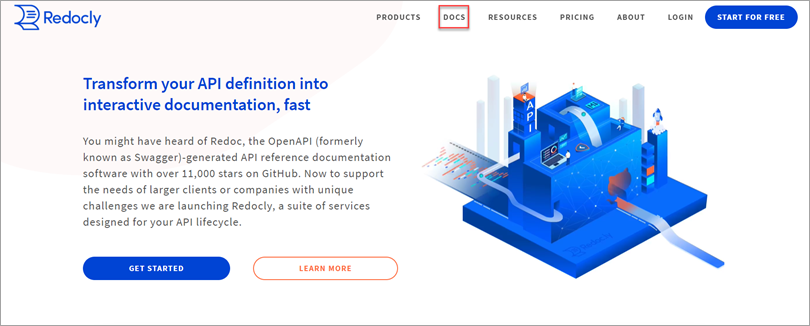 Redocly
PRODUCTS
DOCS
RESOURCES
PRICING
ABOUT
LOGIN
START FOR FREE
Transform your API definition into
interactive documentation, fast
You might have heard of Redoc, the OpenAPI (formerly
known as Swagger)-generated API reference documentation
software with over 11,000 stars on GitHub. Now to support
the needs of larger clients or companies with unique
challenges we are launching Redocly, a suite of services
designed for your API lifecycle.
GET STARTED
LEARN MORE
API
Redocly